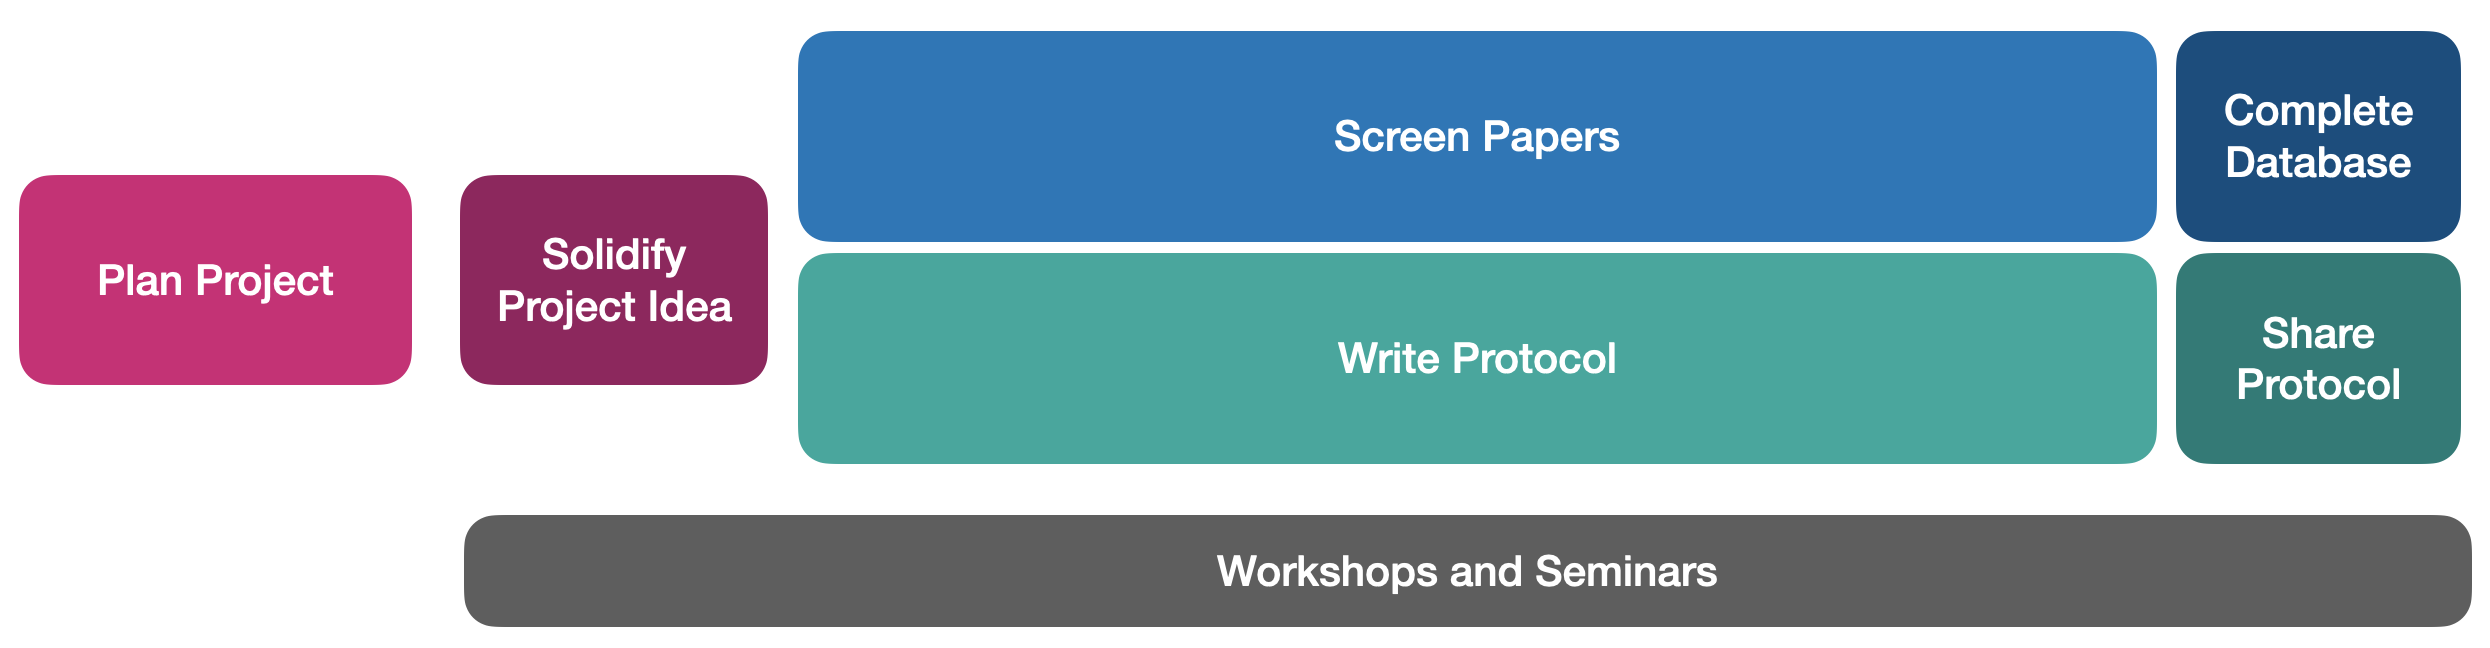 Plan Project
Solidify
Project Idea
Screen Papers
Write Protocol
Complete
Database
Share
Protocol
Workshops and Seminars